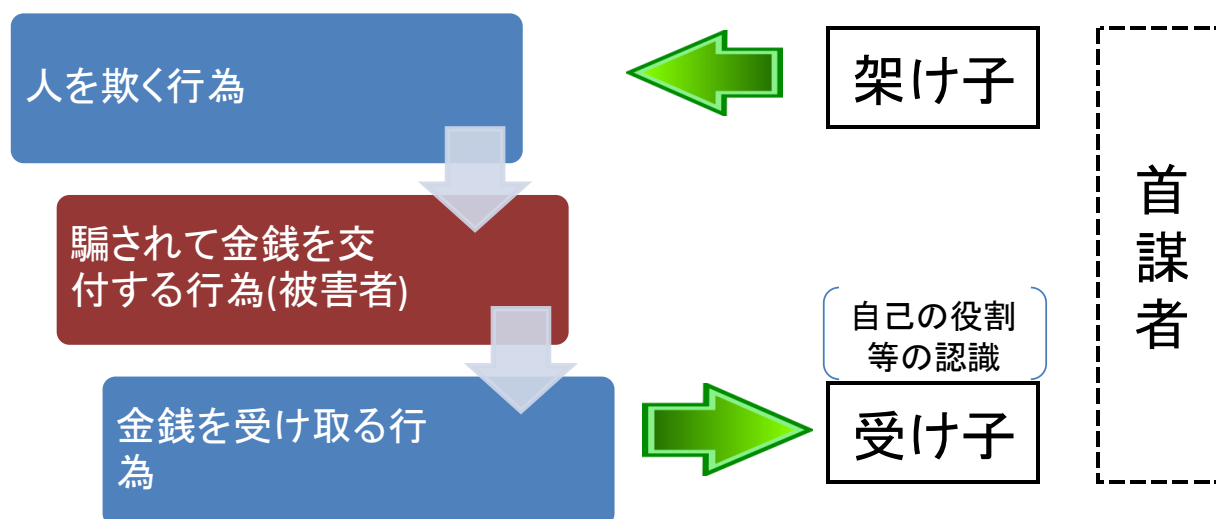 人を欺く行為
架け子
騙されて金銭を交
付する行為(被害者)
自己の役割
等の認識
金銭を受け取る行
為
受け子
首謀者